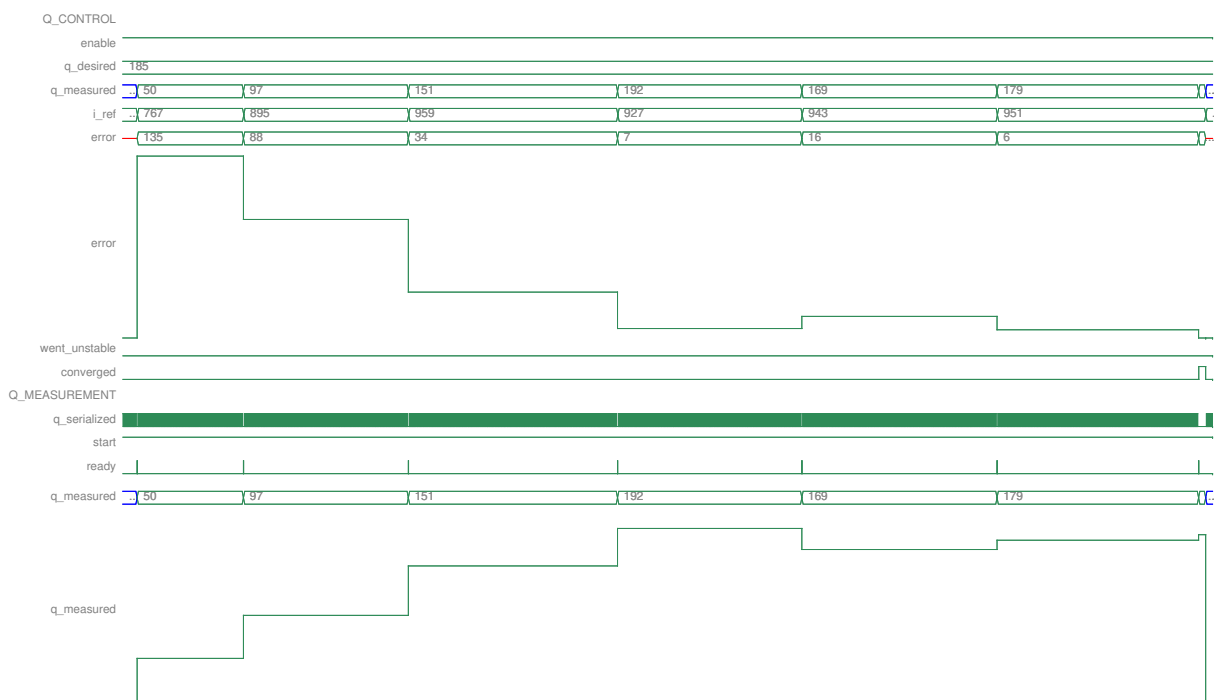 Q_CONTROL
enable
q_desired 185
q_measured .. 50 97 151 192 169 179 ..
i_ref .. 767 895 959 927 943 951 .
error 135 88 34 7 16 6 ..
error
went_unstable
converged
Q_MEASUREMENT
q_serialized
start
ready
q_measured .. 50 97 151 192 169 179 ..
q_measured